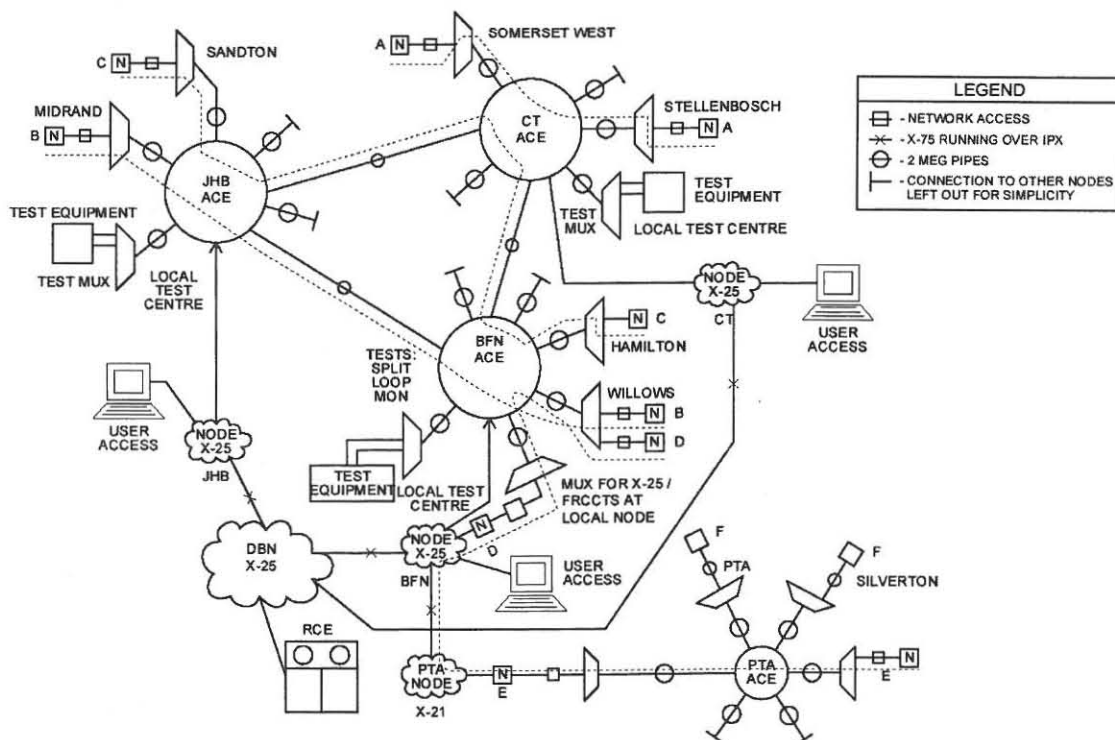 SOMERSET WEST
A
N
SANDTON
C
N
MIDRAND
B
N
JHB
ACE
CT
ACE
STELLENBOSCH
N
A
LEGEND
- NETWORK ACCESS
- X-75 RUNNING OVER IPX
- 2 MEG PIPES
- CONNECTION TO OTHER NODES
LEFT OUT FOR SIMPLICITY
TEST EQUIPMENT
TEST MUX
LOCAL
TEST
CENTRE
TEST
MUX
TEST
EQUIPMENT
LOCAL TEST CENTRE
NODE
X-25
CT
USER
ACCESS
BFN
ACE
N
C
HAMILTON
TESTS:
SPLIT
LOOP
MON
WILLOWS
N
B
N
D
USER
ACCESS
NODE
X-25
JHB
TEST
EQUIPMENT
LOCAL TEST
CENTRE
MUX FOR X-25 /
FRCCTS AT
LOCAL NODE
N
D
DBN
X-25
NODE
X-25
BFN
USER
ACCESS
RCE
PTA
NODE
X-21
N
E
F
PTA
F
SILVERTON
PTA
ACE
N
E